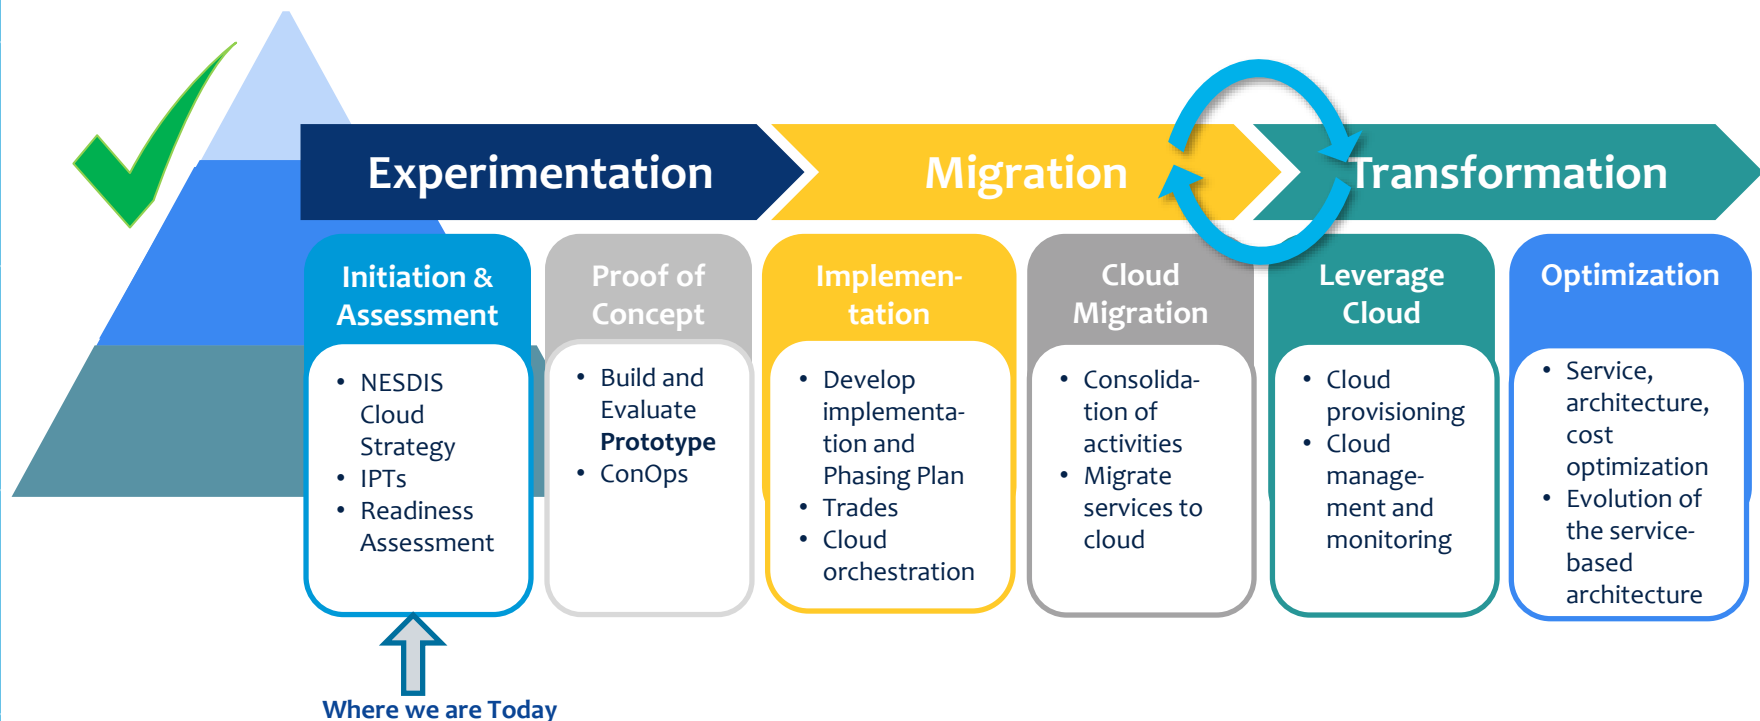 Experimentation
Migration
Transformation
Initiation &
Assessment
• NESDIS
Cloud
Strategy
• IPTs
• Readiness
Assessment
Proof of
Concept
• Build and
Evaluate
Prototype
• ConOps
Implemen-
tation
• Develop
implementa-
tion and
Phasing Plan
• Trades
• Cloud
orchestration
Cloud
Migration
• Consolida-
tion of
activities
• Migrate
services to
cloud
Leverage
Cloud
• Cloud
provisioning
• Cloud
manage-
ment and
monitoring
Optimization
• Service,
architecture,
cost
optimization
• Evolution of
the service-
based
architecture
Where we are Today